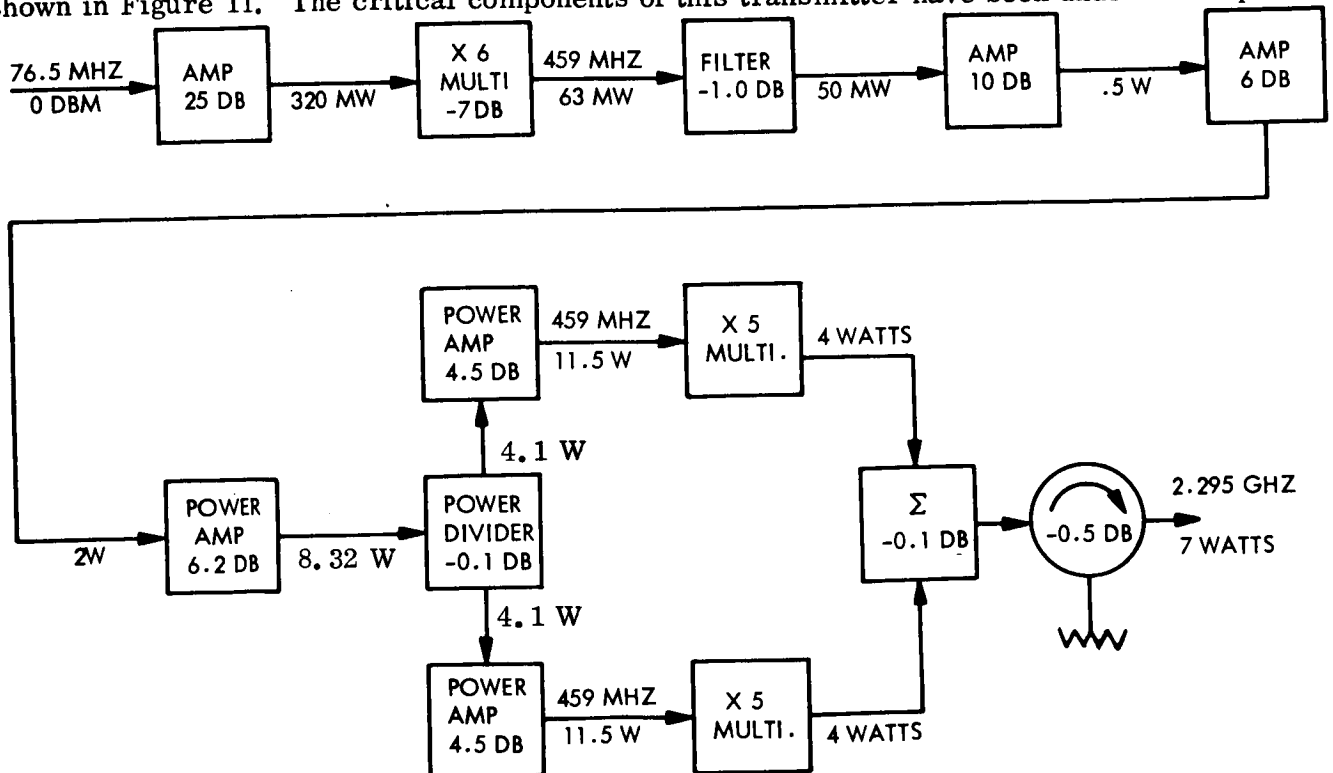 shown in Figure 11. The critical components of this transmitter have been
76.5 MHZ
0 DBM
AMP
25 DB
320 MW
X 6
MULTI
-7 DB
459 MHZ
63 MW
FILTER
-1.0 DB
50 MW
AMP
10 DB
.5 W
AMP
6 DB
2W
POWER
AMP
6.2 DB
8.32 W
POWER
DIVIDER
-0.1 DB
4.1 W
POWER
AMP
4.5 DB
459 MHZ
11.5 W
X 5
MULTI.
4 WATTS
4.1 W
POWER
AMP
4.5 DB
459 MHZ
11.5 W
X 5
MULTI.
4 WATTS
Σ
-0.1 DB
-0.5 DB
2.295 GHZ
7 WATTS